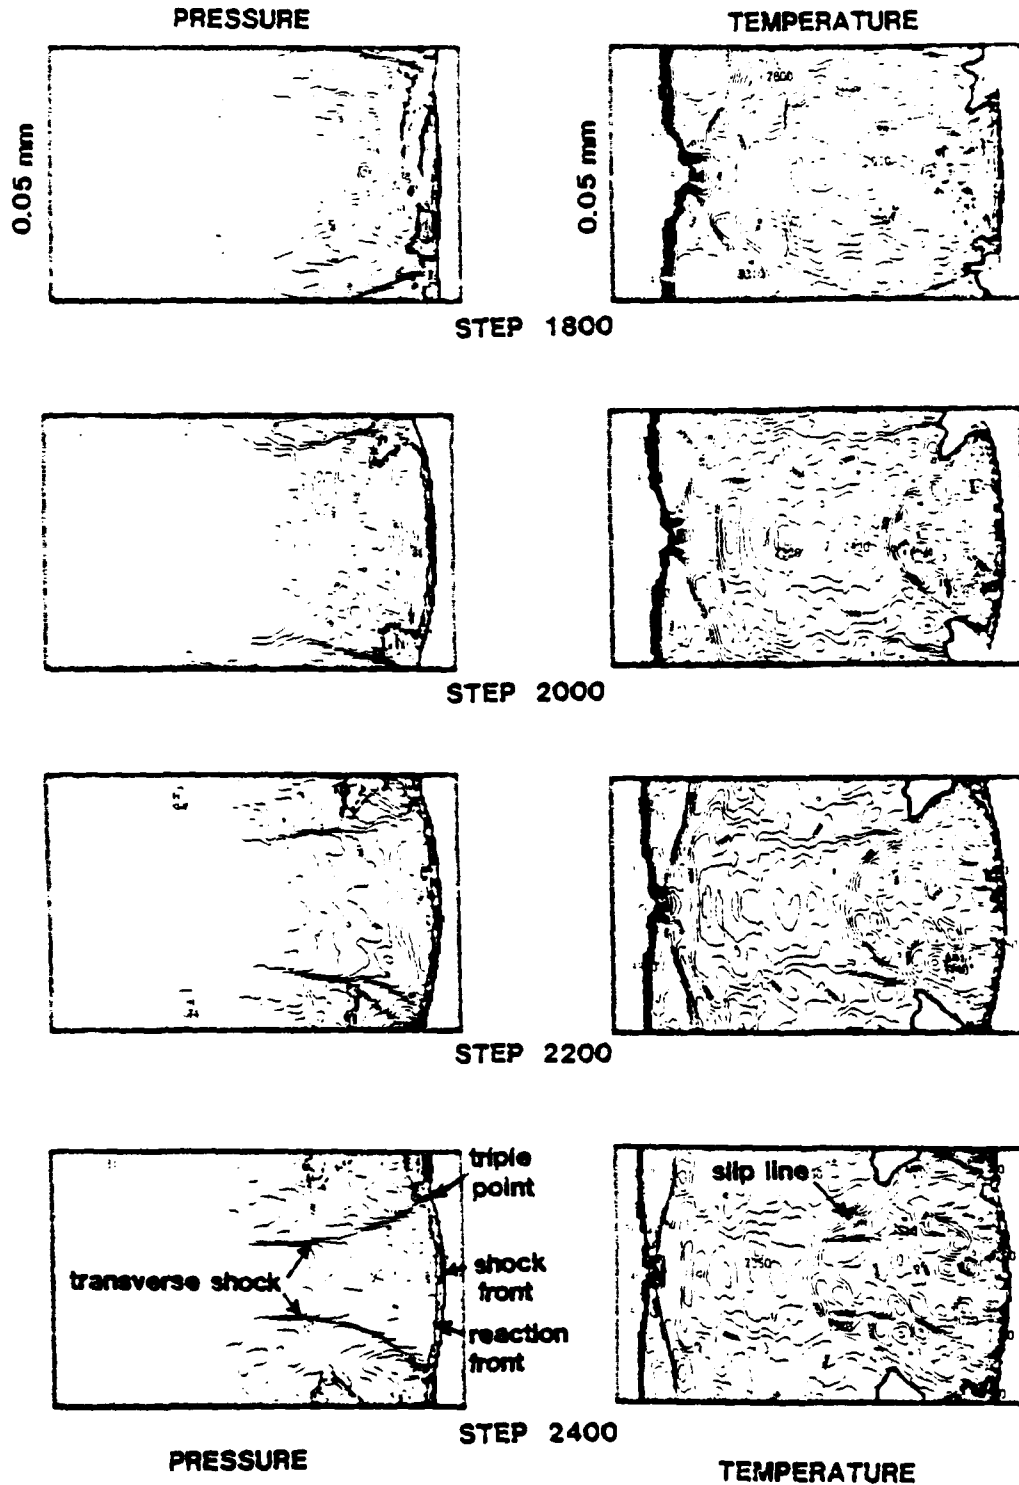 PRESSURE
TEMPERATURE
0.05 mm
0.05 mm
7800
STEP 1800
STEP 2000
STEP 2200
triple
point
slip line
transverse shock
shock
front
reaction
front
STEP 2400
PRESSURE
TEMPERATURE